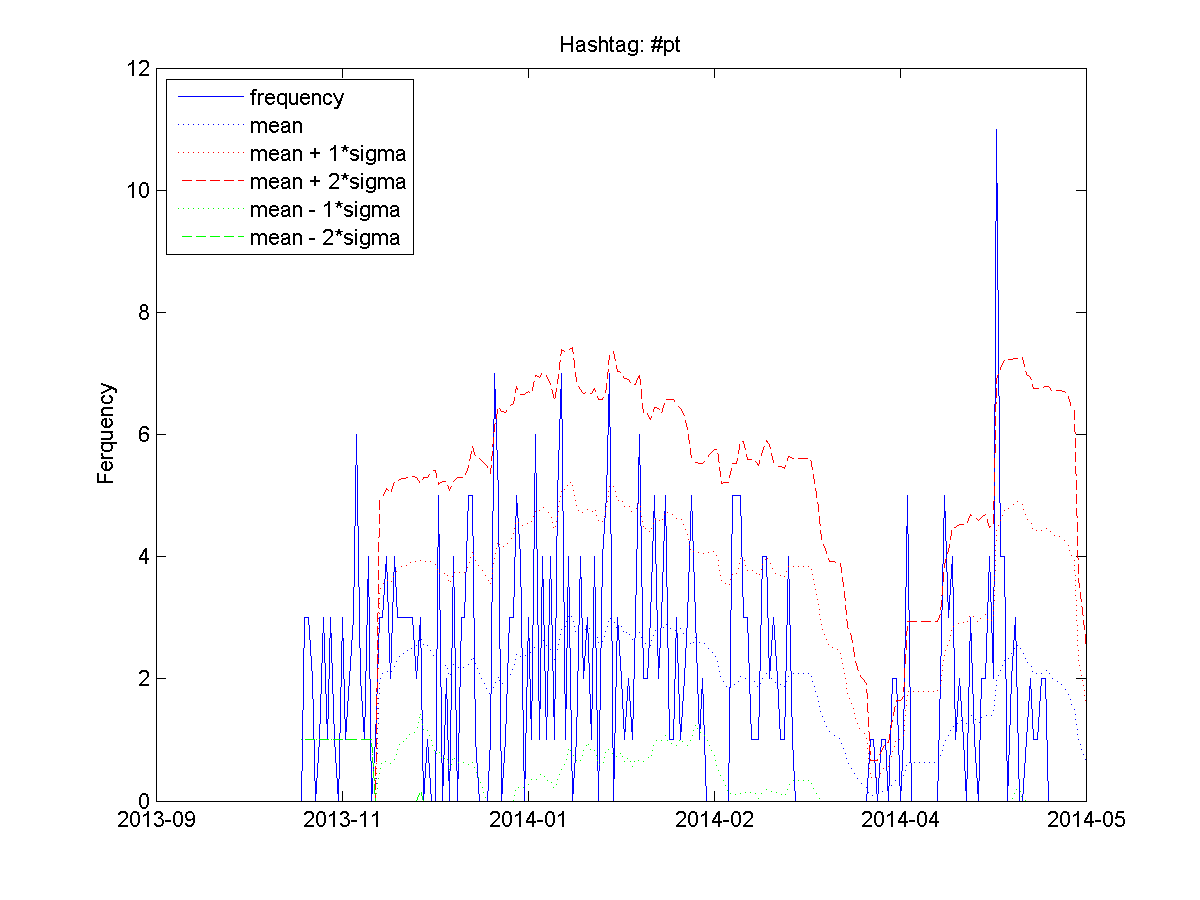 Hashtag: #pt
12
10
8
6
4
2
0
Ferquency
frequency
mean
mean + 1*sigma
mean + 2*sigma
mean - 1*sigma
mean - 2*sigma
2013-09 2013-11 2014-01 2014-02 2014-04 2014-05